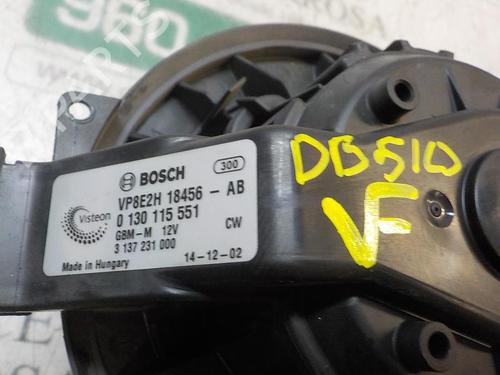 BOSCH
300
VP8E2H 18456 - AB
Visteon
0 130 115 551
CW
GBM-M 12V
3 137 231 000
Made in Hungary
14-12-02
DB510
VF